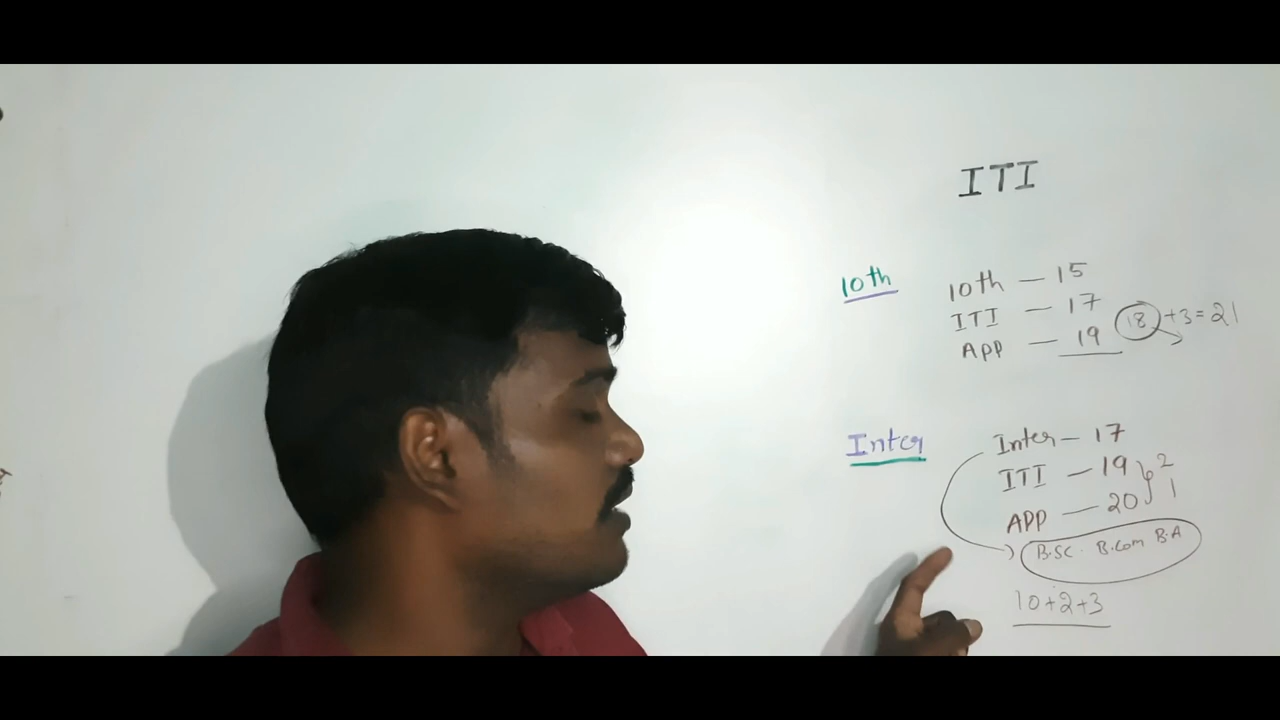 ITI
10th
10th — 15
ITI — 17
APP — 19
18 +3=21
Inter
Inter — 17
ITI — 19
APP — 20
2
1
B.SC. B.Com B.A
10+2+3